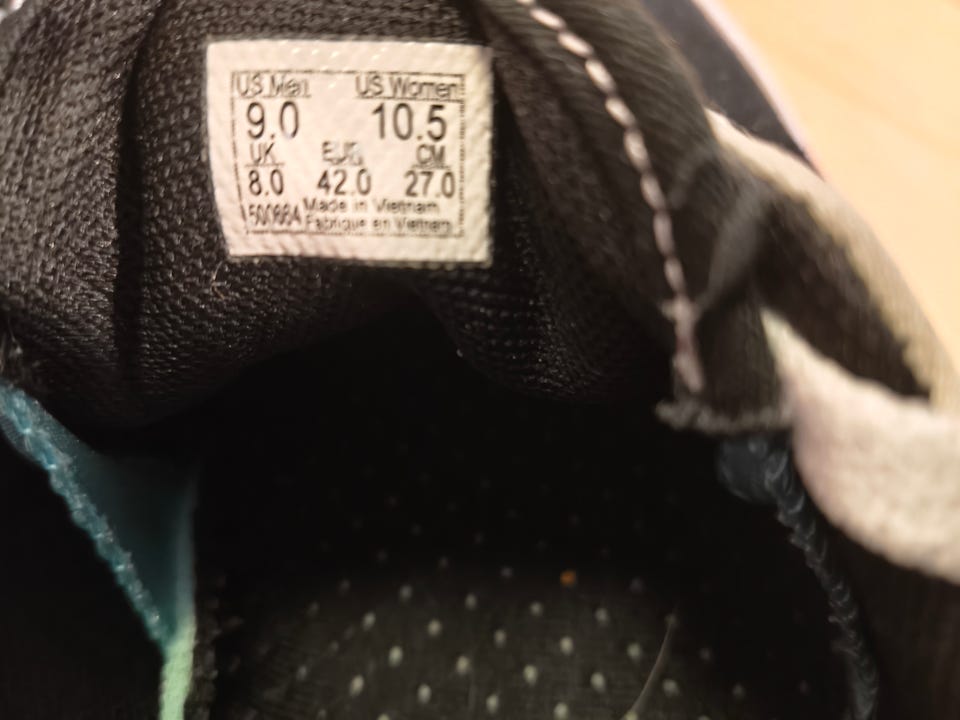 US Men US Women
9.0 10.5
UK EUR CM
8.0 42.0 27.0
500664 Made in Vietnam
Fabriqué en Vietnam